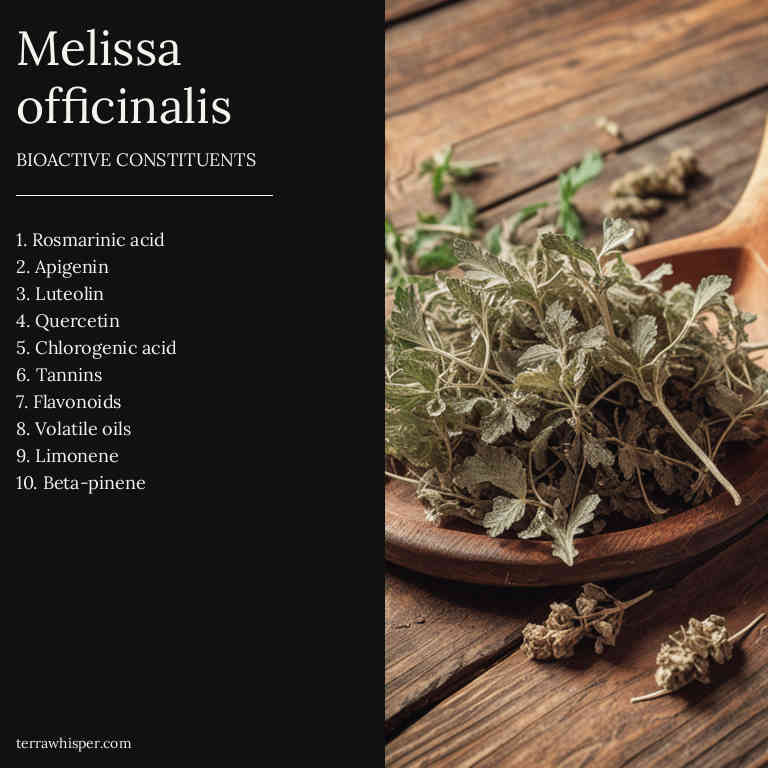 Melissa
officinalis
BIOACTIVE CONSTITUENTS
1. Rosmarinic acid
2. Apigenin
3. Luteolin
4. Quercetin
5. Chlorogenic acid
6. Tannins
7. Flavonoids
8. Volatile oils
9. Limonene
10. Beta-pinene
terrawhisper.com